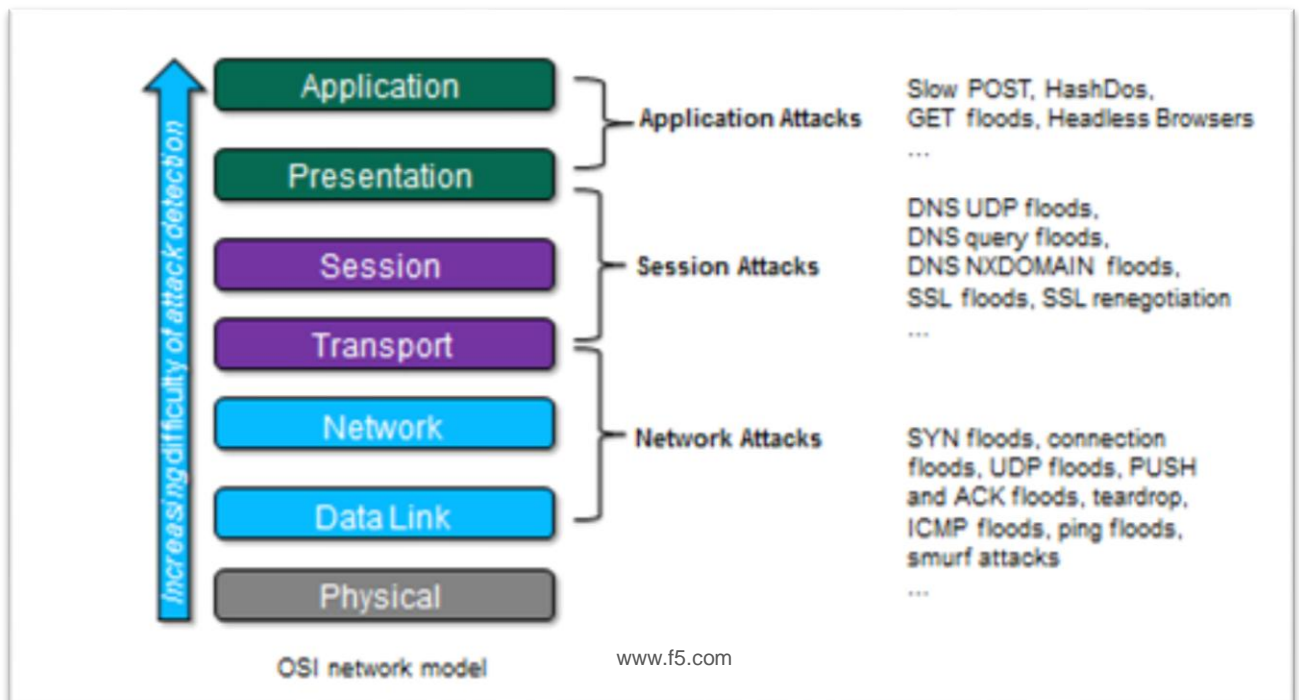 Increasing difficulty of attack detection
Application
Presentation
Session
Transport
Network
Data Link
Physical
OSI network model
Application Attacks
Slow POST, HashDos,
GET floods, Headless Browsers
...
Session Attacks
DNS UDP floods,
DNS query floods,
DNS NXDOMAIN floods,
SSL floods, SSL renegotiation
...
Network Attacks
SYN floods, connection
floods, UDP floods, PUSH
and ACK floods, teardrop,
ICMP floods, ping floods,
smurf attacks
...
www.f5.com